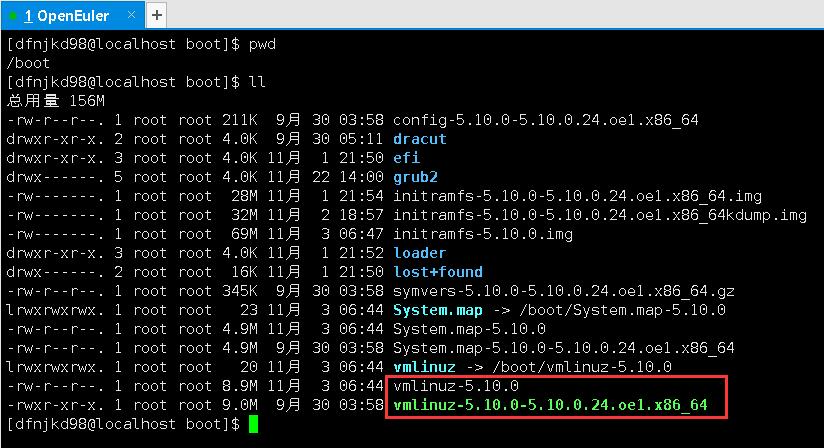 1 OpenEuler × +
[dfnjkd98@localhost boot]$ pwd
/boot
[dfnjkd98@localhost boot]$ ll
总用量 156M
-rw-r--r--. 1 root root 211K 9月 30 03:58 config-5.10.0-5.10.0.24.oe1.x86_64
drwxr-xr-x. 2 root root 4.0K 9月 30 05:11 dracut
drwxr-xr-x. 3 root root 4.0K 11月 1 21:50 efi
drwx------. 5 root root 4.0K 11月 22 14:00 grub2
-rw-------. 1 root root 28M 11月 1 21:54 initramfs-5.10.0-5.10.0.24.oe1.x86_64.img
-rw-------. 1 root root 32M 11月 2 18:57 initramfs-5.10.0-5.10.0.24.oe1.x86_64kdump.img
-rw-------. 1 root root 69M 11月 3 06:47 initramfs-5.10.0.img
drwxr-xr-x. 3 root root 4.0K 11月 1 21:52 loader
drwx------. 2 root root 16K 11月 1 21:50 lost+found
-rw-r--r--. 1 root root 345K 9月 30 03:58 symvers-5.10.0-5.10.0.24.oe1.x86_64.gz
lrwxrwxrwx. 1 root root 23 11月 3 06:44 System.map -> /boot/System.map-5.10.0
-rw-r--r--. 1 root root 4.9M 11月 3 06:44 System.map-5.10.0
-rw-r--r--. 1 root root 4.9M 9月 30 03:58 System.map-5.10.0-5.10.0.24.oe1.x86_64
lrwxrwxrwx. 1 root root 20 11月 3 06:44 vmlinuz -> /boot/vmlinuz-5.10.0
-rw-r--r--. 1 root root 8.9M 11月 3 06:44 vmlinuz-5.10.0
-rwxr-xr-x. 1 root root 9.0M 9月 30 03:58 vmlinuz-5.10.0-5.10.0.24.oe1.x86_64
[dfnjkd98@localhost boot]$